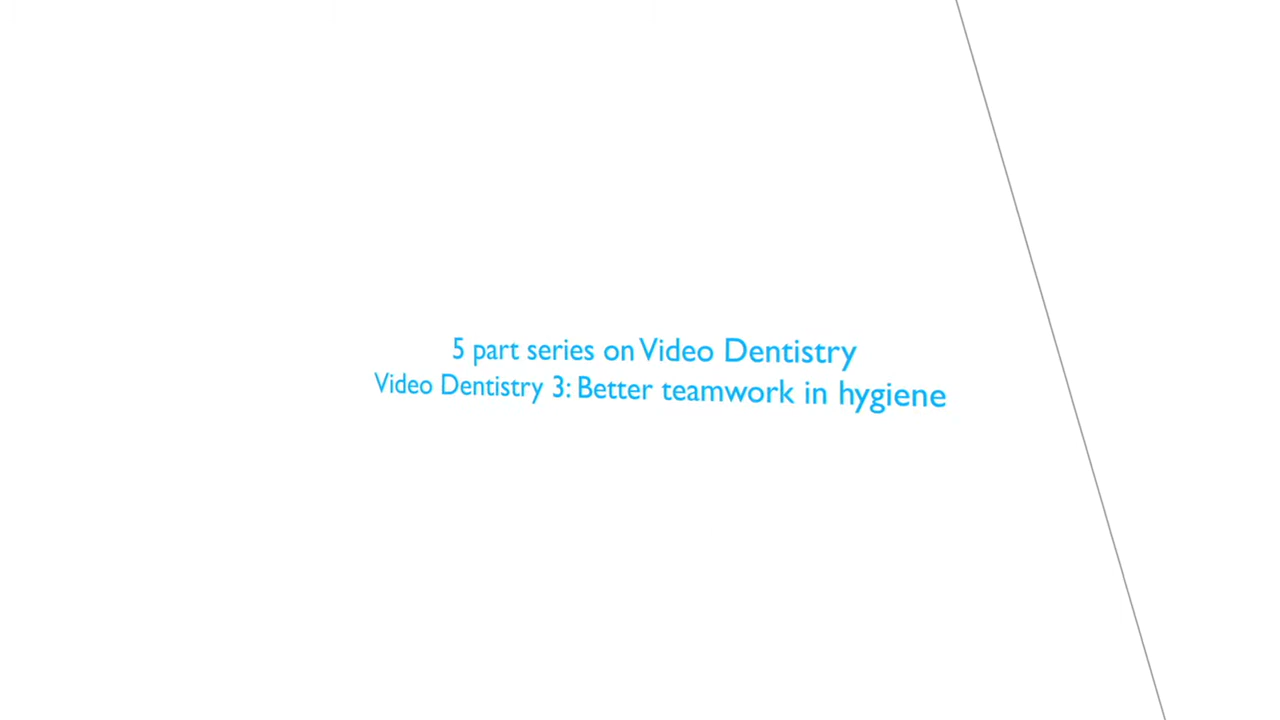 5 part series on Video Dentistry
Video Dentistry 3: Better teamwork in hygiene